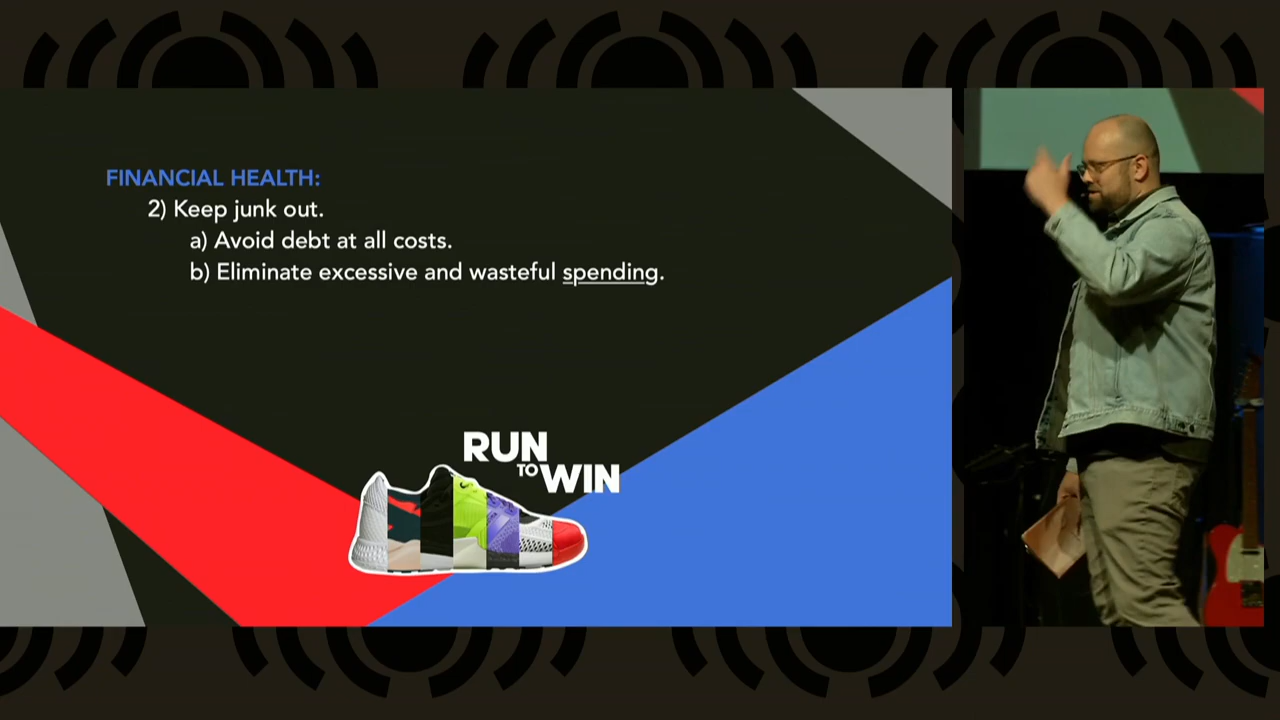 FINANCIAL HEALTH:
2) Keep junk out.
a) Avoid debt at all costs.
b) Eliminate excessive and wasteful spending.
RUN
TO WIN